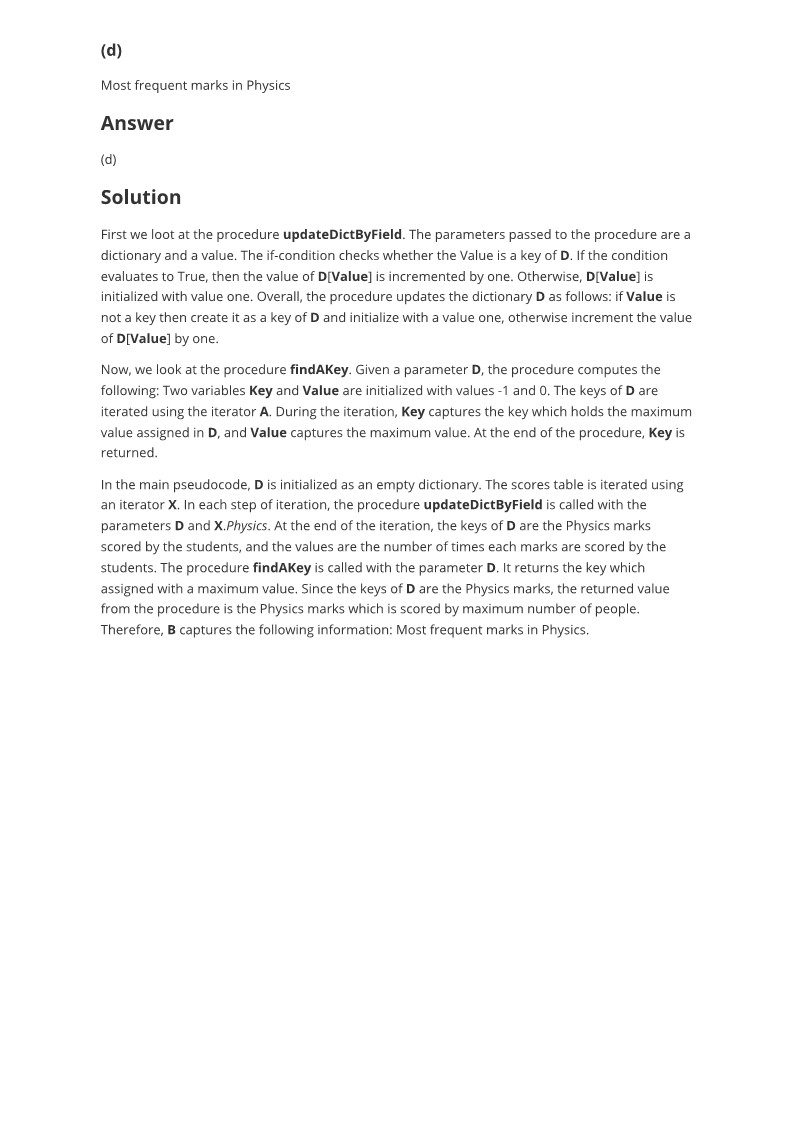 (d)
Most frequent marks in Physics
Answer
(d)
Solution
First we loot at the procedure updateDictByField. The parameters passed to the procedure are a
dictionary and a value. The if-condition checks whether the Value is a key of D. If the condition
evaluates to True, then the value of D[Value] is incremented by one. Otherwise, D[Value] is
initialized with value one. Overall, the procedure updates the dictionary D as follows: if Value is
not a key then create it as a key of D and initialize with a value one, otherwise increment the value
of D[Value] by one.
Now, we look at the procedure findAKey. Given a parameter D, the procedure computes the
following: Two variables Key and Value are initialized with values -1 and 0. The keys of D are
iterated using the iterator A. During the iteration, Key captures the key which holds the maximum
value assigned in D, and Value captures the maximum value. At the end of the procedure, Key is
returned.
In the main pseudocode, D is initialized as an empty dictionary. The scores table is iterated using
an iterator X. In each step of iteration, the procedure updateDictByField is called with the
parameters D and X.Physics. At the end of the iteration, the keys of D are the Physics marks
scored by the students, and the values are the number of times each marks are scored by the
students. The procedure findAKey is called with the parameter D. It returns the key which
assigned with a maximum value. Since the keys of D are the Physics marks, the returned value
from the procedure is the Physics marks which is scored by maximum number of people.
Therefore, B captures the following information: Most frequent marks in Physics.